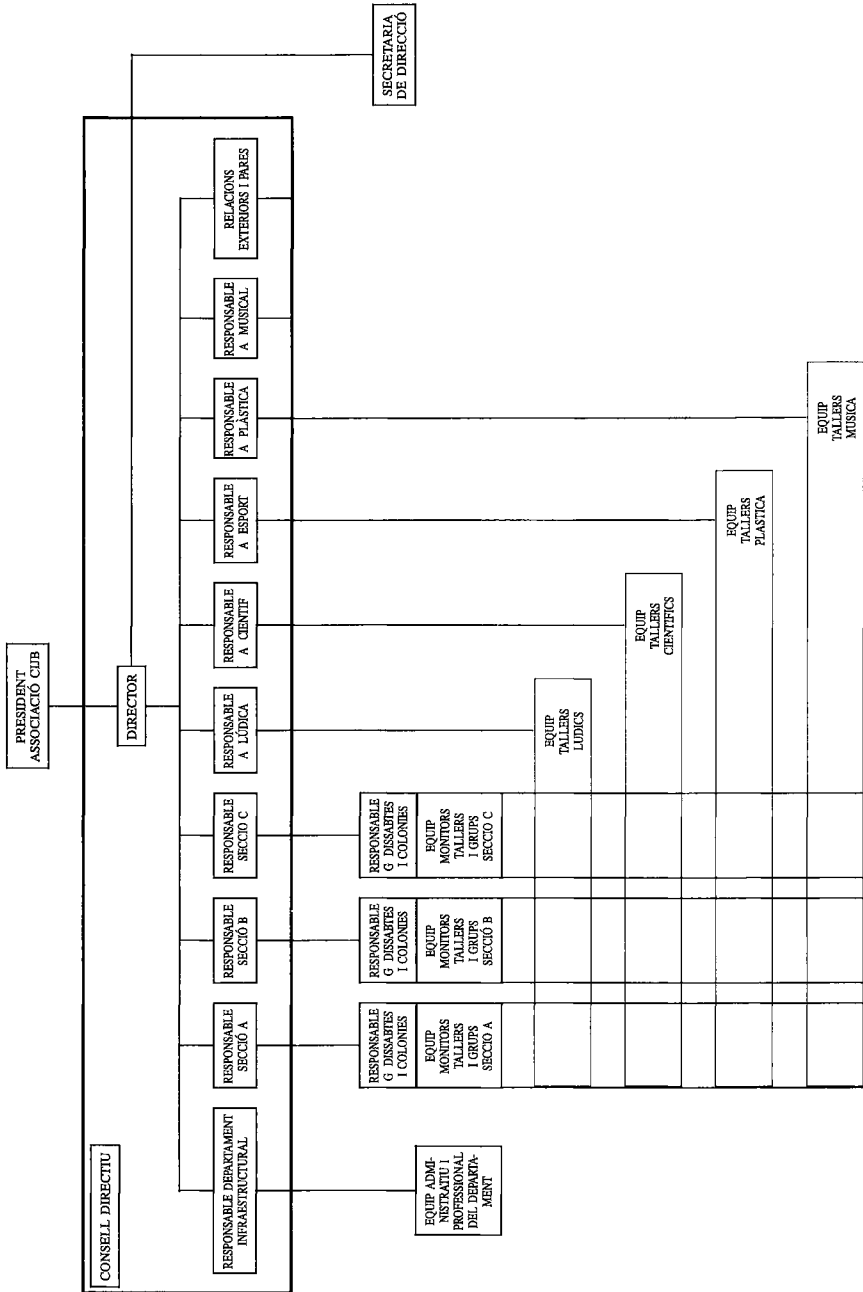 PRESIDENT
ASSOCIACIÓ CIJB
CONSELL DIRECTIU
DIRECTOR
SECRETARIA
DE DIRECCIÓ
RESPONSABLE DEPARTAMENT
INFRAESTRUCTURAL
RESPONSABLE
SECCIÓ A
RESPONSABLE
SECCIÓ B
RESPONSABLE
SECCIÓ C
RESPONSABLE
A LÚDICA
RESPONSABLE
A CIENTIF
RESPONSABLE
A ESPORT
RESPONSABLE
A PLÀSTICA
RESPONSABLE
A MUSICAL
RELACIONS
EXTERIORS I PARES
EQUIP ADMI-
NISTRATIU I
PROFESSIONAL
DEL DEPARTA-
MENT
RESPONSABLE
G DISSABTES
I COLONIES
EQUIP
MONITORS
TALLERS
I GRUPS
SECCIO A
RESPONSABLE
G DISSABTES
I COLONIES
EQUIP
MONITORS
TALLERS
I GRUPS
SECCIÓ B
RESPONSABLE
G DISSABTES
I COLONIES
EQUIP
MONITORS
TALLERS
I GRUPS
SECCIO C
EQUIP
TALLERS
LUDICS
EQUIP
TALLERS
CIENTIFICS
EQUIP
TALLERS
PLASTICA
EQUIP
TALLERS
MUSICA